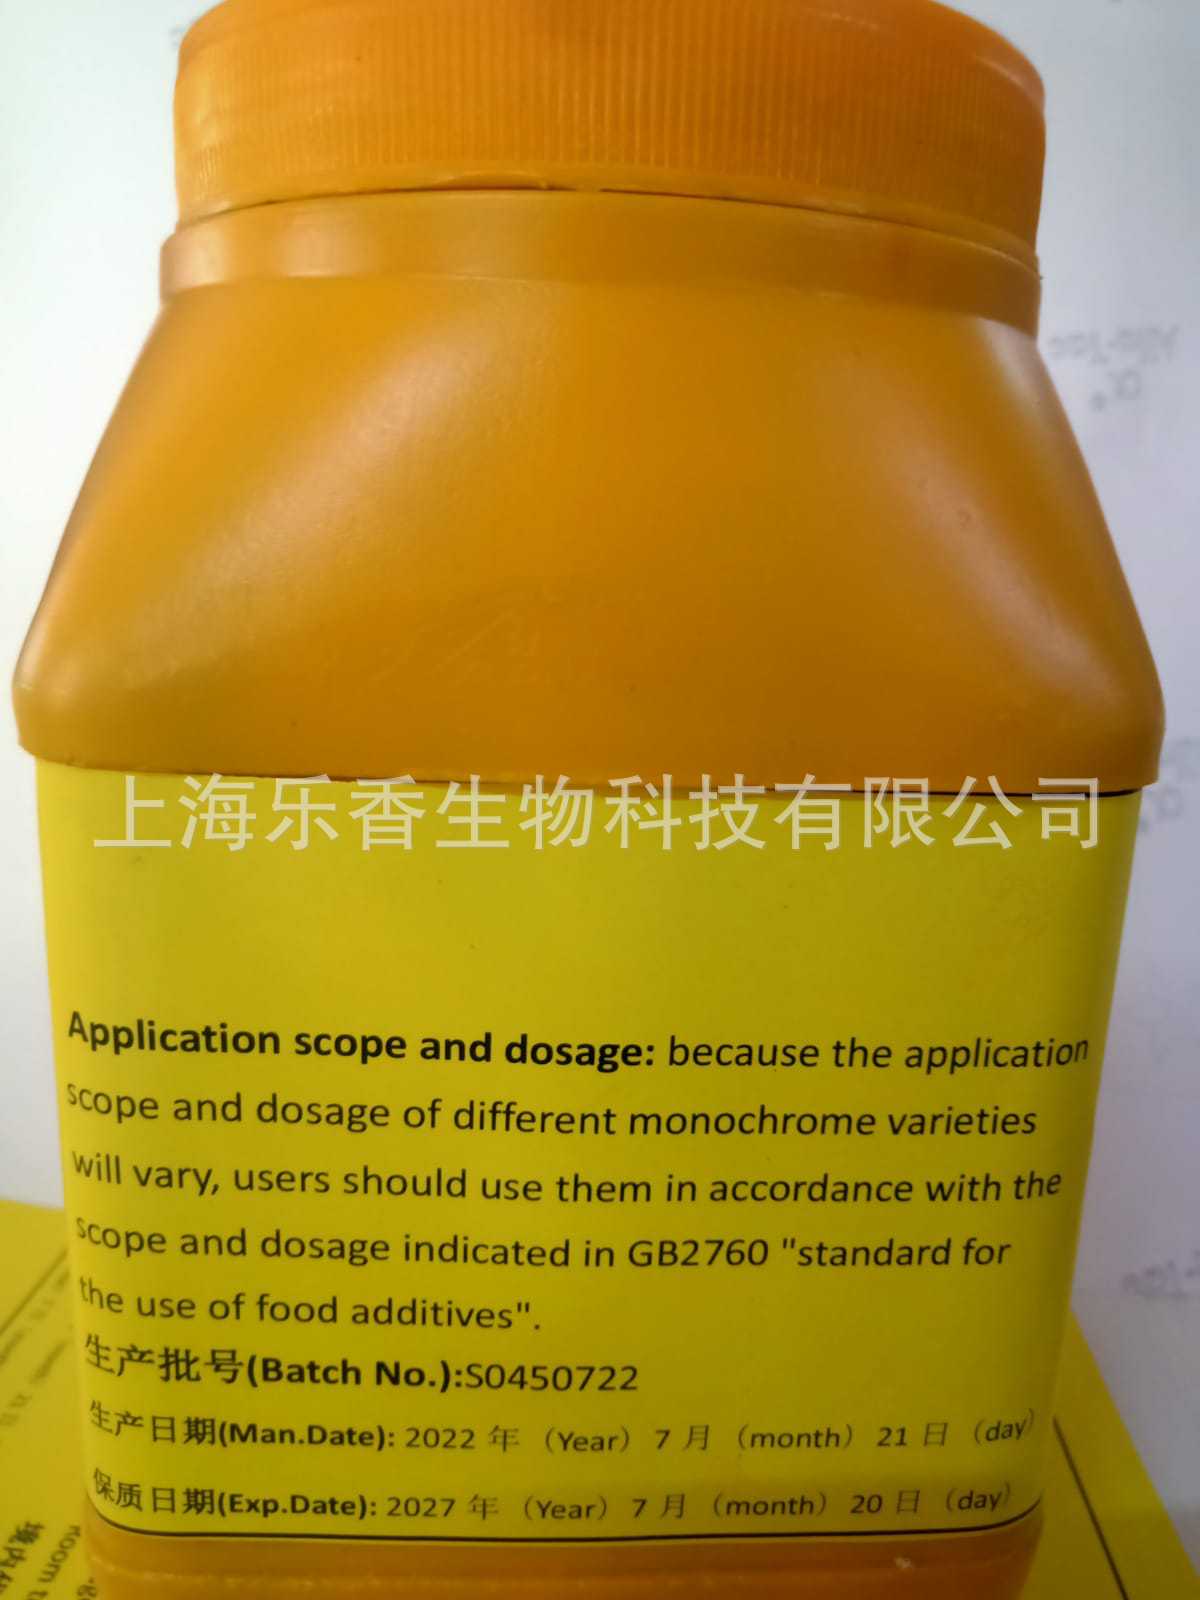 上海乐香生物科技有限公司
Application scope and dosage: because the application
scope and dosage of different monochrome varieties
will vary, users should use them in accordance with the
scope and dosage indicated in GB2760 "standard for
the use of food additives".
生产批号(Batch No.):S0450722
生产日期(Man.Date): 2022 年 （Year） 7 月 （month） 21 日 （day）
保质日期(Exp.Date): 2027 年 （Year） 7 月 （month） 20 日 （day）
境内
Room t